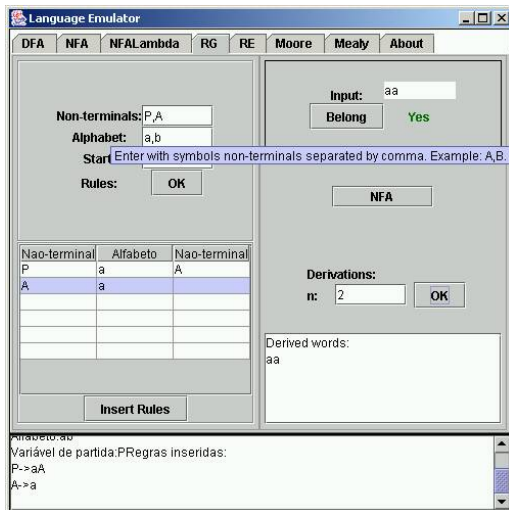 Language Emulator
DFA NFA NFALambda RG RE Moore Mealy About
Non-terminals: P,A
Alphabet: a,b
Start
Rules: OK
Input: aa
Belong Yes
Enter with symbols non-terminals separated by comma. Example: A,B.
NFA
Nao-terminal Alfabeto Nao-terminal
P a A
A a
Insert Rules
Derivations:
n: 2 OK
Derived words:
aa
Alfabeto:ab
Variável de partida:PRegras inseridas:
P->aA
A->a